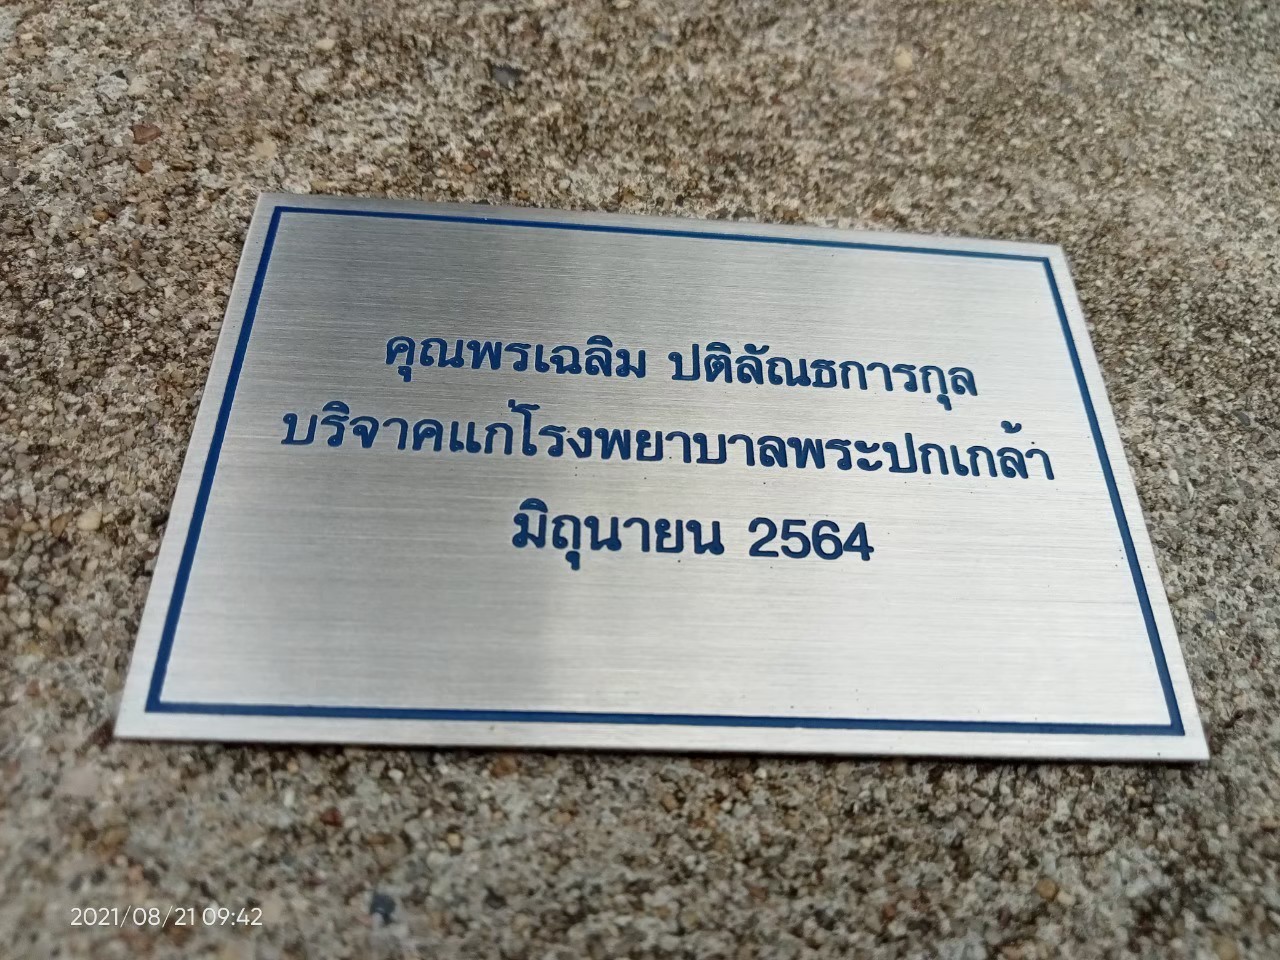 คุณพรเฉลิม ปติลัณธการกุล
บริจาคแก่โรงพยาบาลพระปกเกล้า
มิถุนายน 2564
2021/08/21 09:42